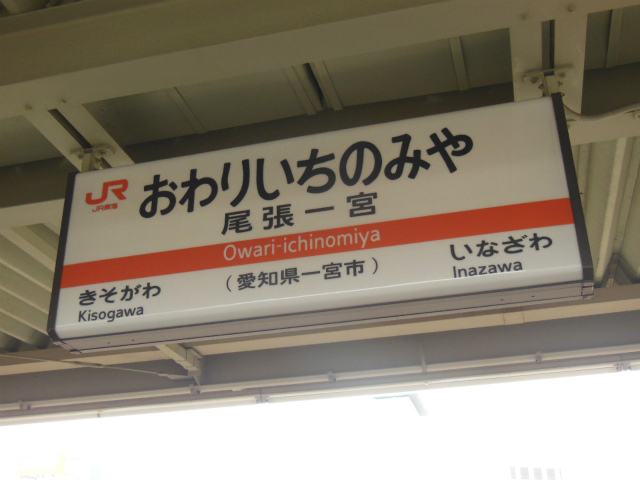 JR
JR東海
おわりいちのみや
尾張一宮
Owari-ichinomiya
(愛知県一宮市)
きそがわ
Kisogawa
いなざわ
Inazawa